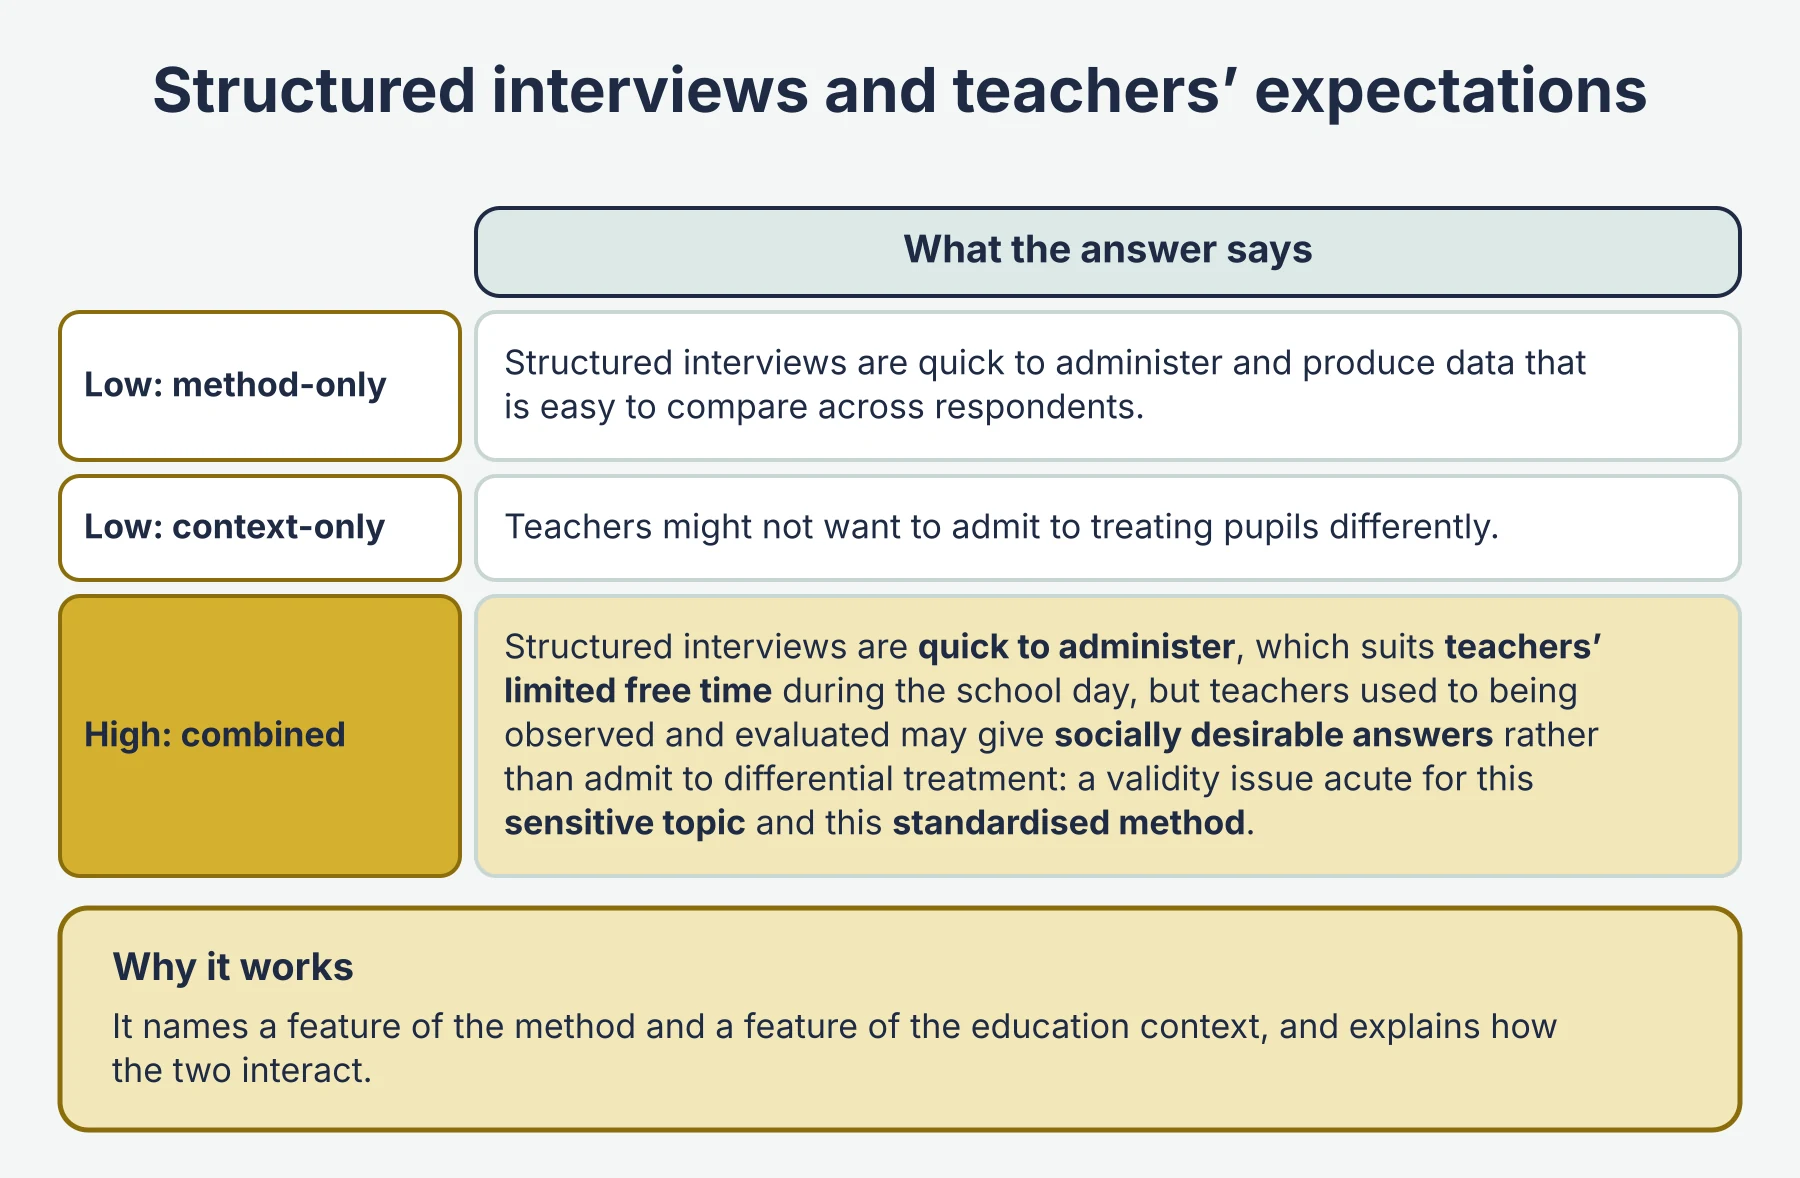 Structured interviews and teachers’ expectations
What the answer says
Low: method-only
Structured interviews are quick to administer and produce data that
is easy to compare across respondents.
Low: context-only
Teachers might not want to admit to treating pupils differently.
High: combined
Structured interviews are quick to administer, which suits teachers’
limited free time during the school day, but teachers used to being
observed and evaluated may give socially desirable answers rather
than admit to differential treatment: a validity issue acute for this
sensitive topic and this standardised method.
Why it works
It names a feature of the method and a feature of the education context, and explains how
the two interact.